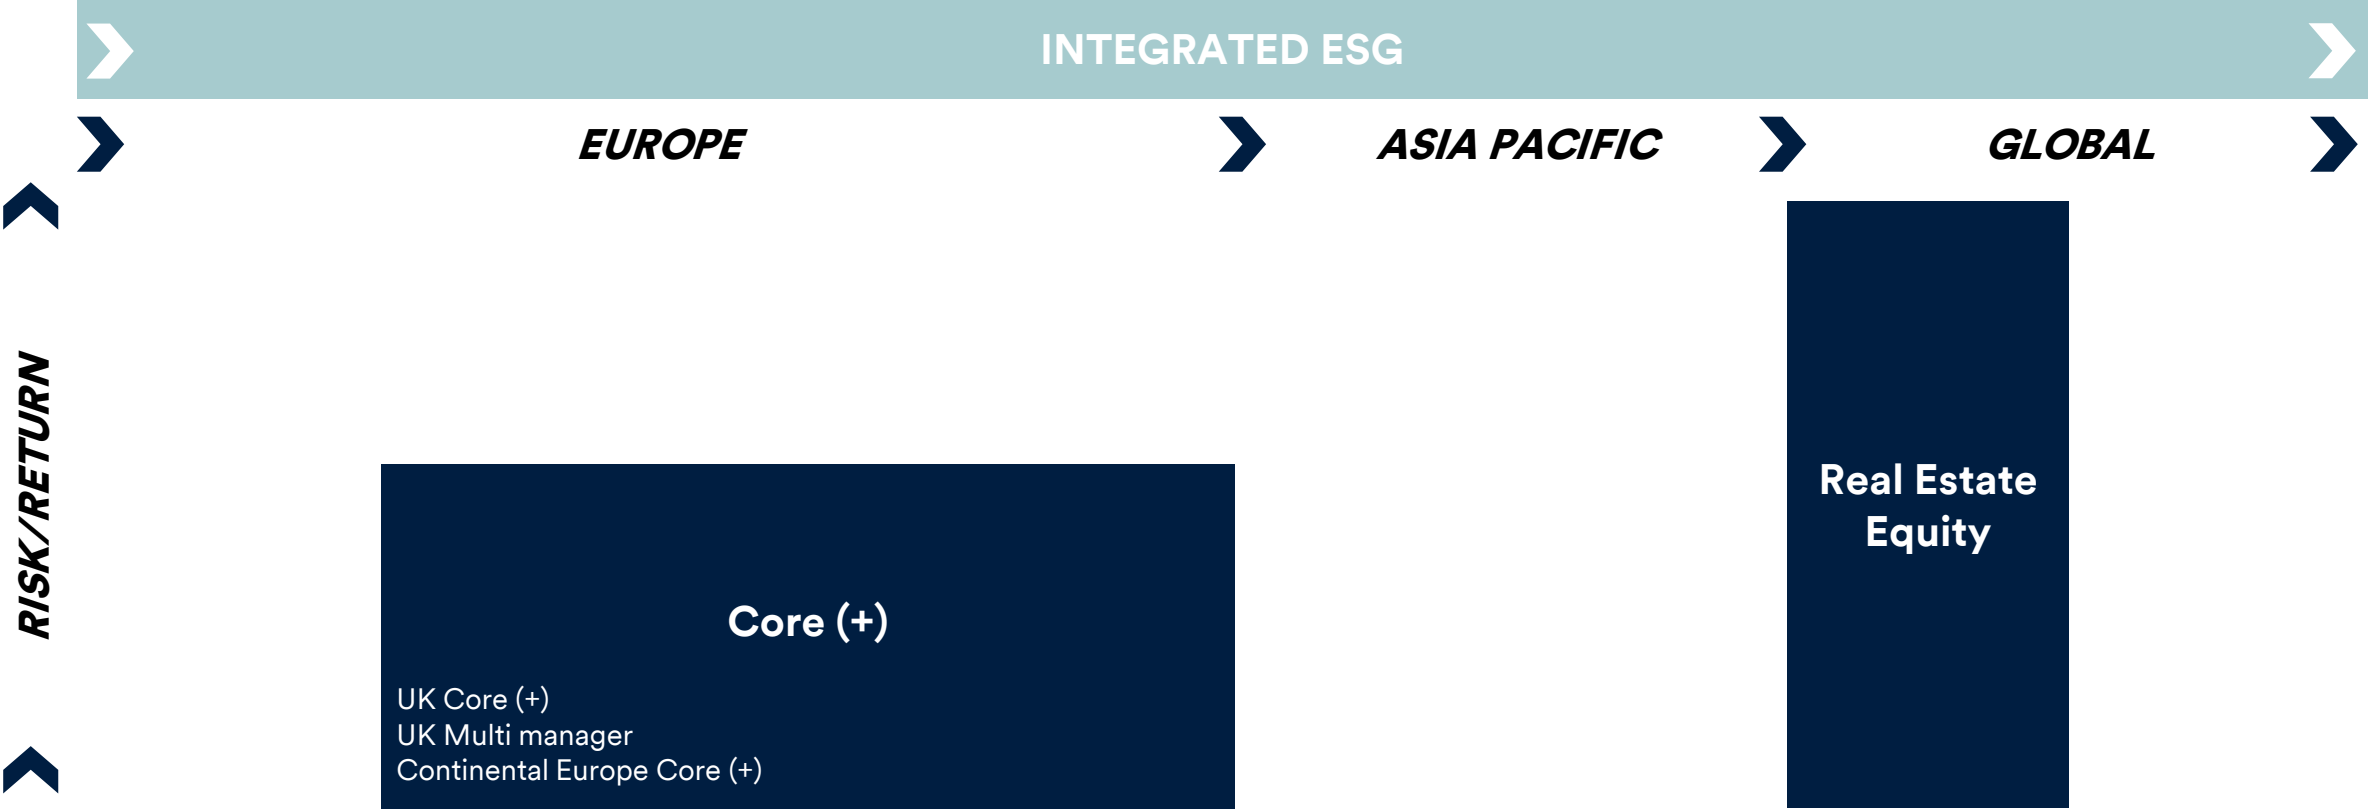 INTEGRATED ESG
EUROPE
ASIA PACIFIC
GLOBAL
RISK/RETURN
Real Estate
Equity
Core (+)
UK Core (+)
UK Multi manager
Continental Europe Core (+)